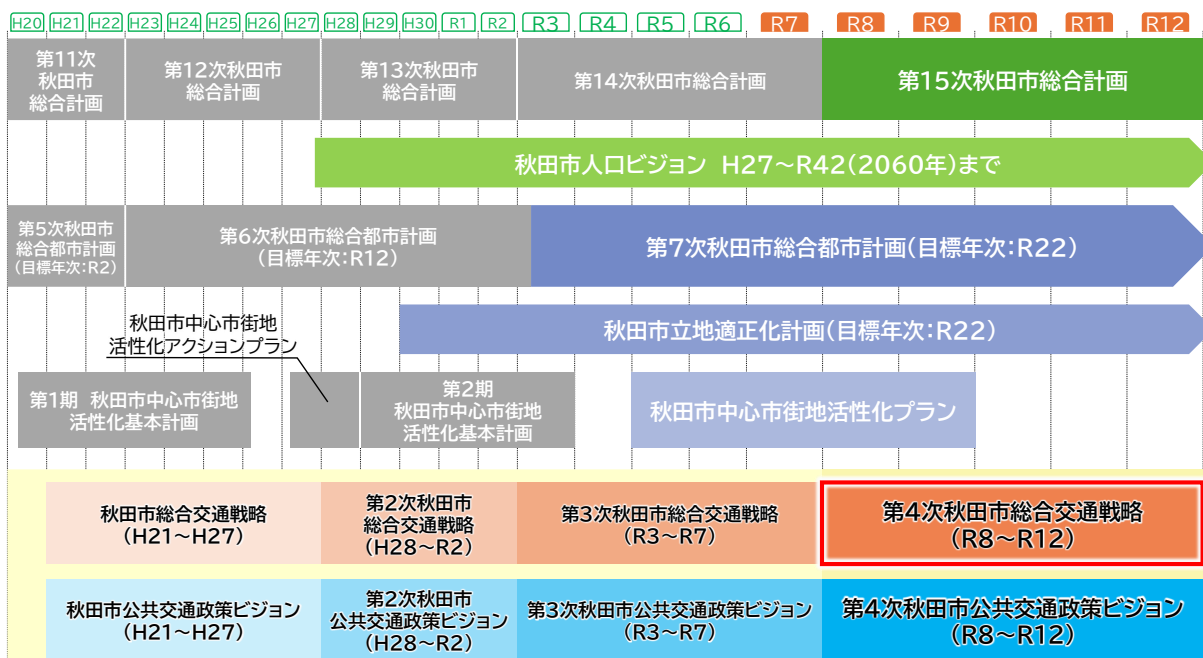 H20 H21 H22 H23 H24 H25 H26 H27 H28 H29 H30 R1 R2 R3 R4 R5 R6 R7 R8 R9 R10 R11 R12
第11次
秋田市
総合計画
第12次秋田市
総合計画
第13次秋田市
総合計画
第14次秋田市総合計画
第15次秋田市総合計画
秋田市人口ビジョン H27～R42(2060年)まで
第5次秋田市
総合都市計画
(目標年次:R2)
第6次秋田市総合都市計画
(目標年次:R12)
第7次秋田市総合都市計画(目標年次:R22)
秋田市立地適正化計画(目標年次:R22)
秋田市中心市街地
活性化アクションプラン
第1期 秋田市中心市街地
活性化基本計画
第2期
秋田市中心市街地
活性化基本計画
秋田市中心市街地活性化プラン
秋田市総合交通戦略
(H21～H27)
第2次秋田市
総合交通戦略
(H28～R2)
第3次秋田市総合交通戦略
(R3～R7)
第4次秋田市総合交通戦略
(R8～R12)
秋田市公共交通政策ビジョン
(H21～H27)
第2次秋田市
公共交通政策ビジョン
(H28～R2)
第3次秋田市公共交通政策ビジョン
(R3～R7)
第4次秋田市公共交通政策ビジョン
(R8～R12)